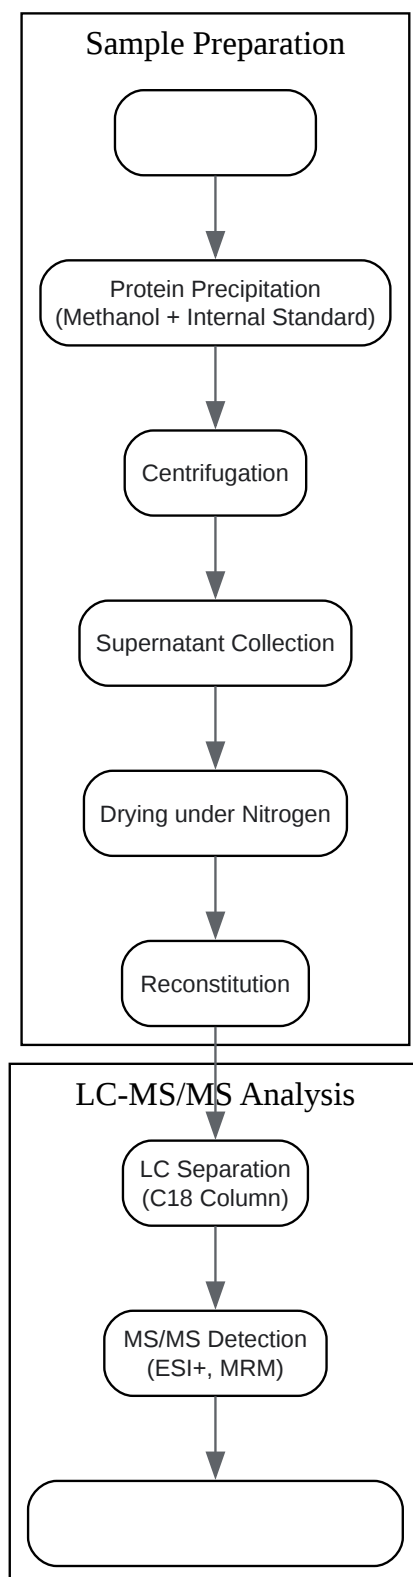 Sample Preparation
Protein Precipitation
(Methanol + Internal Standard)
Centrifugation
Supernatant Collection
Drying under Nitrogen
Reconstitution
LC-MS/MS Analysis
LC Separation
(C18 Column)
MS/MS Detection
(ESI+, MRM)